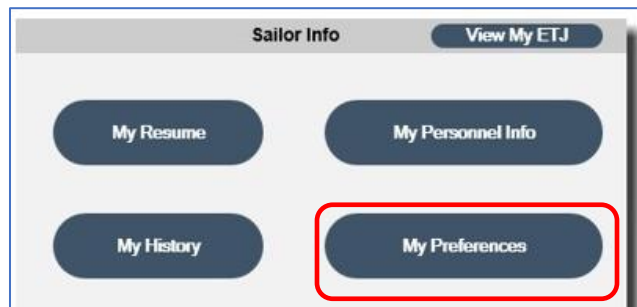 Sailor Info View My ETJ
My Resume My Personnel Info
My History My Preferences